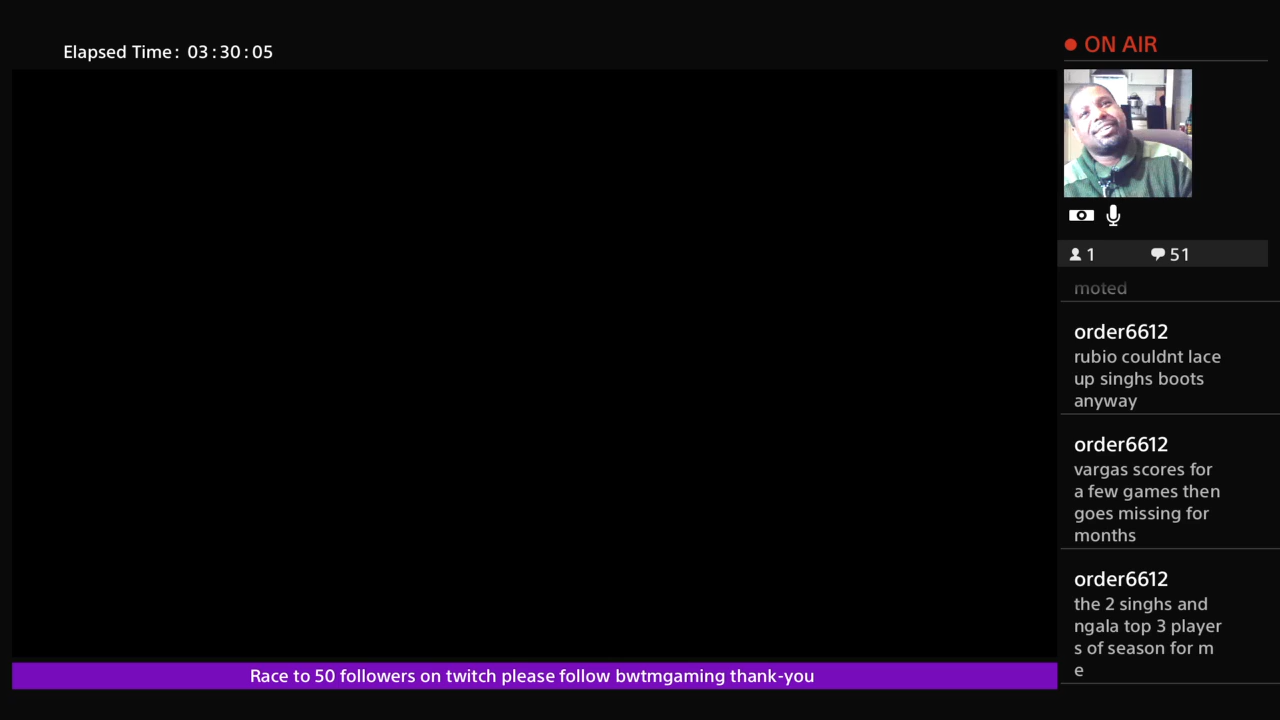 Elapsed Time: 03:30:05
ON AIR
1 51
moted
order6612
rubio couldnt lace
up singhs boots
anyway
order6612
vargas scores for
a few games then
goes missing for
months
order6612
the 2 singhs and
ngala top 3 player
s of season for m
e
Race to 50 followers on twitch please follow bwtmgaming thank-you